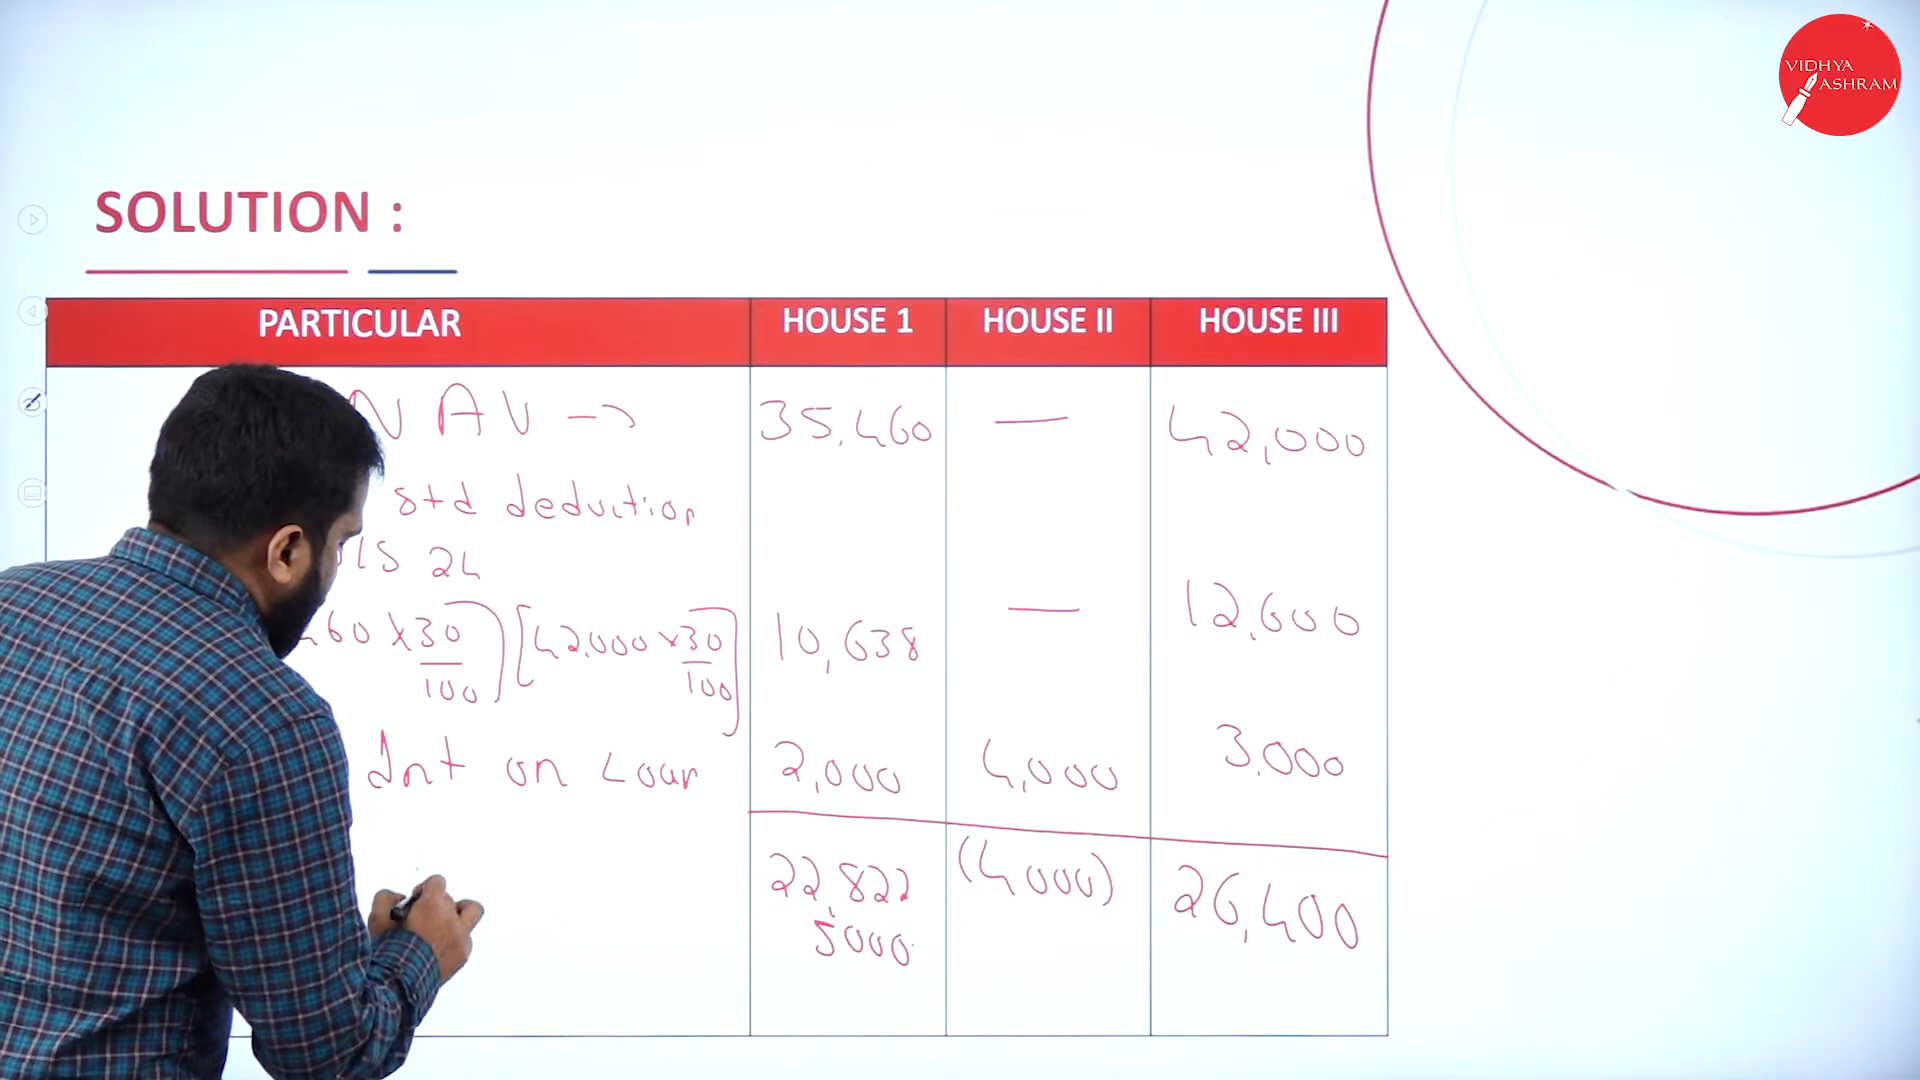 VIDHYA
ASHRAM
SOLUTION :
PARTICULAR HOUSE 1 HOUSE II HOUSE III
NAV → 35,460 — 42,000
std deduction
24
60 × 30/100) [42,000 × 30/100] 10,638 — 12,600
Int on Loan 2,000 4,000 3,000
22,822 (4000) 26,400
5000